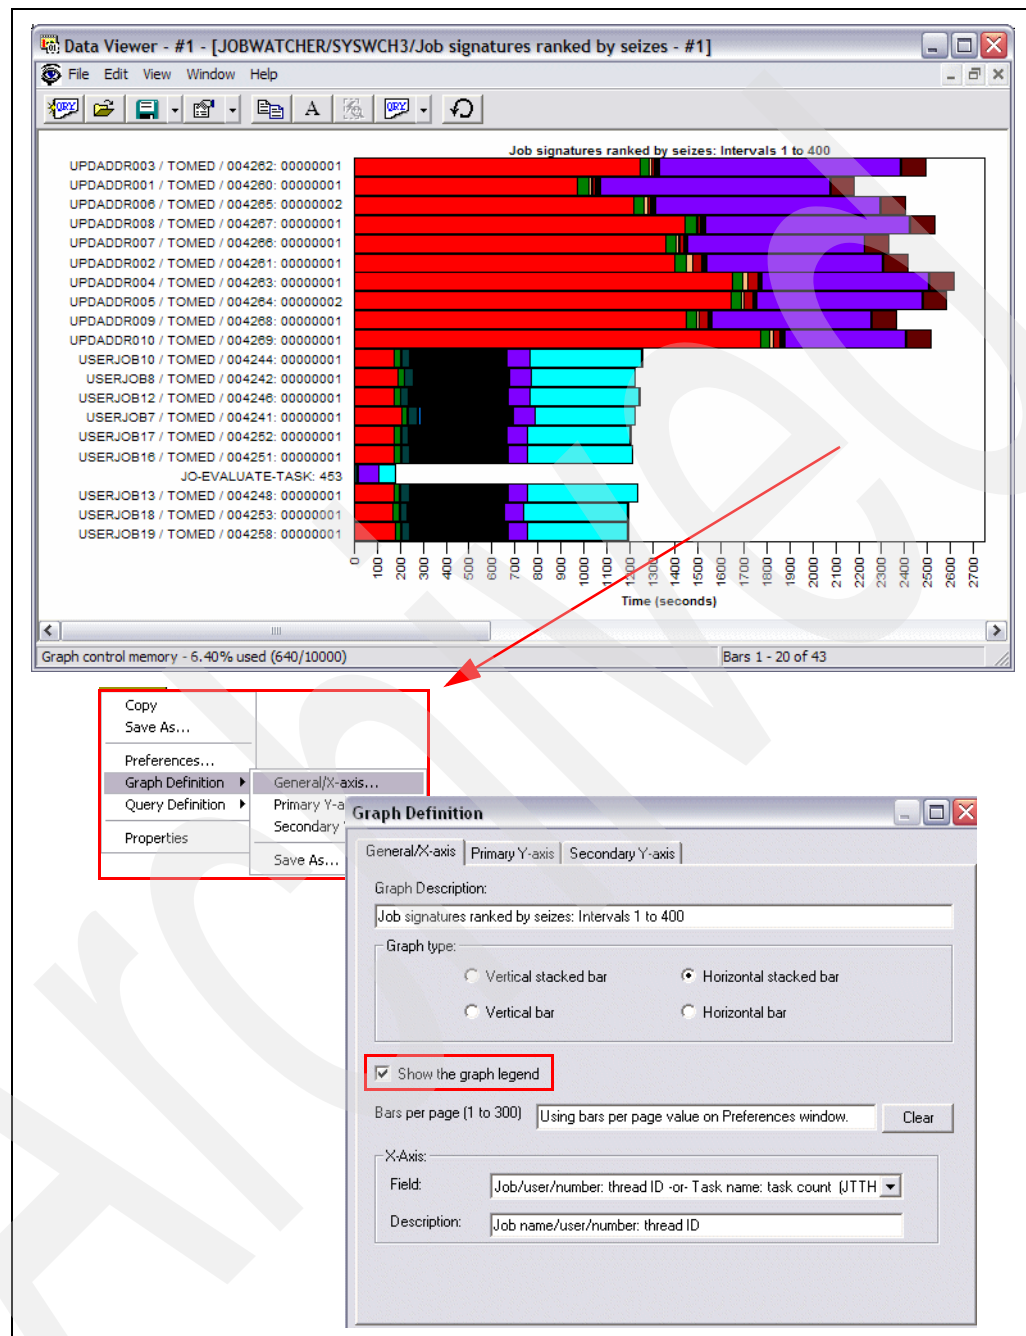 Data Viewer - #1 - [JOBWATCHER/SYSWCH3/Job signatures ranked by seizes - #1]
File Edit View Window Help
QRY A QRY
Job signatures ranked by seizes: Intervals 1 to 400
UPDADDR003 / TOMED / 004262: 00000001
UPDADDR001 / TOMED / 004260: 00000001
UPDADDR006 / TOMED / 004265: 00000002
UPDADDR008 / TOMED / 004267: 00000001
UPDADDR007 / TOMED / 004266: 00000001
UPDADDR002 / TOMED / 004261: 00000001
UPDADDR004 / TOMED / 004263: 00000001
UPDADDR005 / TOMED / 004264: 00000002
UPDADDR009 / TOMED / 004268: 00000001
UPDADDR010 / TOMED / 004269: 00000001
USERJOB10 / TOMED / 004244: 00000001
USERJOB8 / TOMED / 004242: 00000001
USERJOB12 / TOMED / 004246: 00000001
USERJOB7 / TOMED / 004241: 00000001
USERJOB17 / TOMED / 004252: 00000001
USERJOB16 / TOMED / 004251: 00000001
JO-EVALUATE-TASK: 453
USERJOB13 / TOMED / 004248: 00000001
USERJOB18 / TOMED / 004253: 00000001
USERJOB19 / TOMED / 004258: 00000001
0 100 200 300 400 500 600 700 800 900 1000 1100 1200 1300 1400 1500 1600 1700 1800 1900 2000 2100 2200 2300 2400 2500 2600 2700
Time (seconds)
Graph control memory - 6.40% used (640/10000)
Bars 1 - 20 of 43
Copy
Save As...
Preferences...
Graph Definition
Query Definition
Properties
General/X-axis...
Primary Y-a
Secondary
Save As...
Graph Definition
General/X-axis Primary Y-axis Secondary Y-axis
Graph Description:
Job signatures ranked by seizes: Intervals 1 to 400
Graph type:
Vertical stacked bar
Horizontal stacked bar
Vertical bar
Horizontal bar
Show the graph legend
Bars per page (1 to 300) Using bars per page value on Preferences window. Clear
X-Axis:
Field: Job/user/number: thread ID -or- Task name: task count (JTTH
Description: Job name/user/number: thread ID
Archived